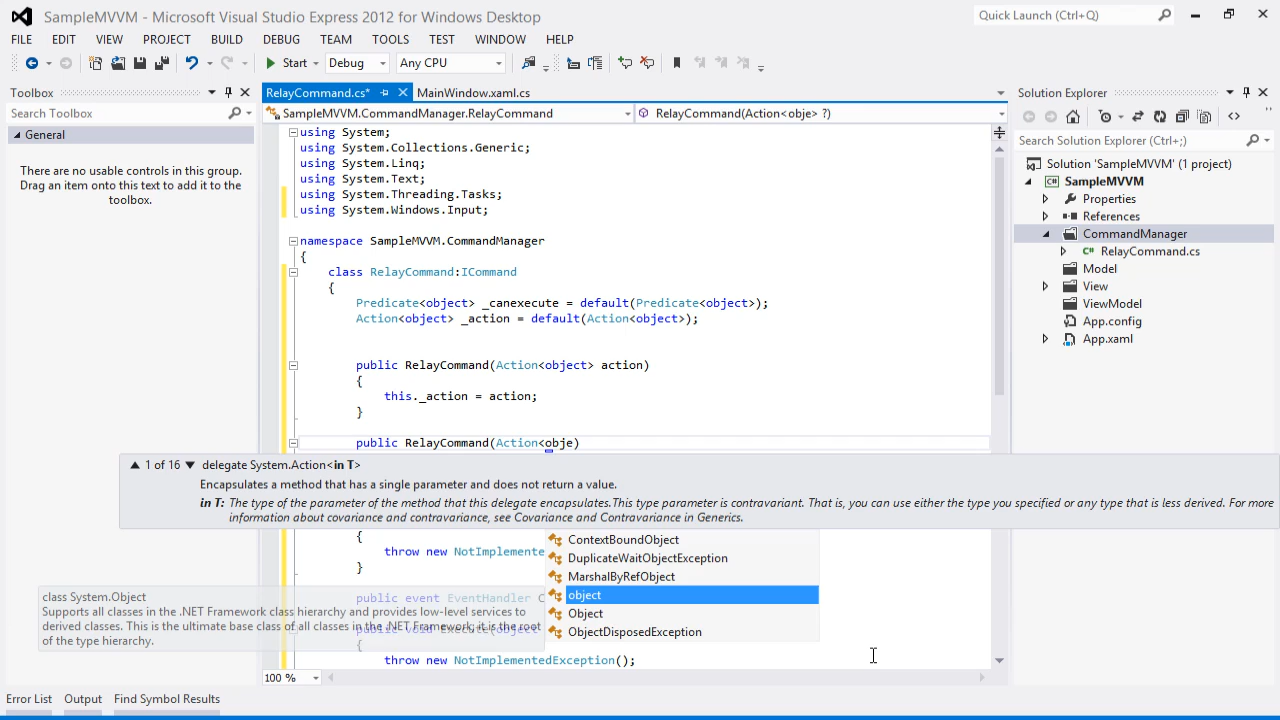 SampleMVVM - Microsoft Visual Studio Express 2012 for Windows Desktop
Quick Launch (Ctrl+Q)
FILE EDIT VIEW PROJECT BUILD DEBUG TEAM TOOLS TEST WINDOW HELP
Start Debug Any CPU
Toolbox
Search Toolbox
General
There are no usable controls in this group.
Drag an item onto this text to add it to the
toolbox.
RelayCommand.cs* MainWindow.xaml.cs
SampleMVVM.CommandManager.RelayCommand RelayCommand(Action<obje> ?)
using System;
using System.Collections.Generic;
using System.Linq;
using System.Text;
using System.Threading.Tasks;
using System.Windows.Input;
namespace SampleMVVM.CommandManager
{
class RelayCommand:ICommand
{
Predicate<object> _canexecute = default(Predicate<object>);
Action<object> _action = default(Action<object>);
public RelayCommand(Action<object> action)
{
this._action = action;
}
public RelayCommand(Action<obje)
1 of 16 delegate System.Action<in T>
Encapsulates a method that has a single parameter and does not return a value.
in T: The type of the parameter of the method that this delegate encapsulates.This type parameter is contravariant. That is, you can use either the type you specified or any type that is less derived. For more
information about covariance and contravariance, see Covariance and Contravariance in Generics.
{
throw new NotImplemente
}
public event EventHandler C
public void Execute(object
{
throw new NotImplementedException();
ContextBoundObject
DuplicateWaitObjectException
MarshalByRefObject
object
Object
ObjectDisposedException
class System.Object
Supports all classes in the .NET Framework class hierarchy and provides low-level services to
derived classes. This is the ultimate base class of all classes in the .NET Framework; it is the root
of the type hierarchy.
100 %
Solution Explorer
Search Solution Explorer (Ctrl+;)
Solution 'SampleMVVM' (1 project)
SampleMVVM
Properties
References
CommandManager
RelayCommand.cs
Model
View
ViewModel
App.config
App.xaml
Error List Output Find Symbol Results